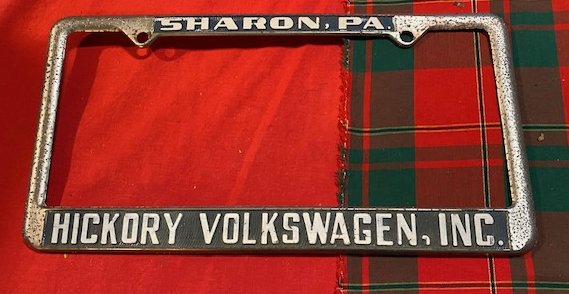 SHARON, PA.
HICKORY VOLKSWAGEN, INC.